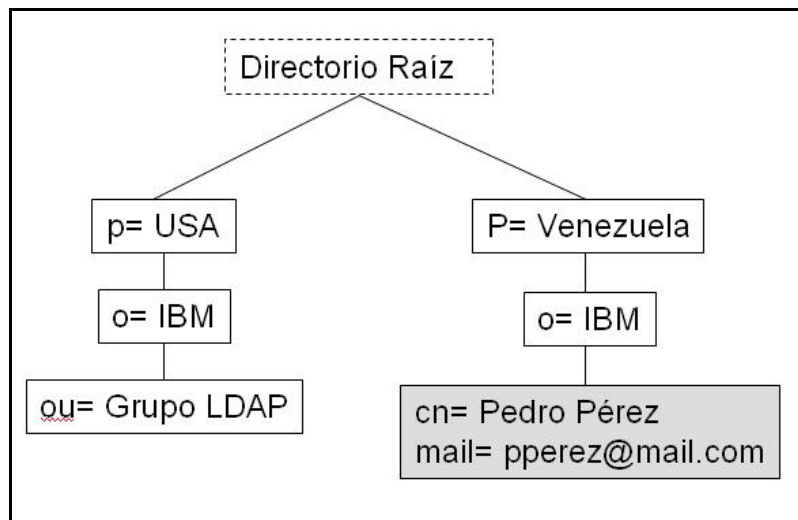 Directorio Raíz
p= USA
P= Venezuela
o= IBM
o= IBM
ou= Grupo LDAP
cn= Pedro Pérez
mail= pperez@mail.com